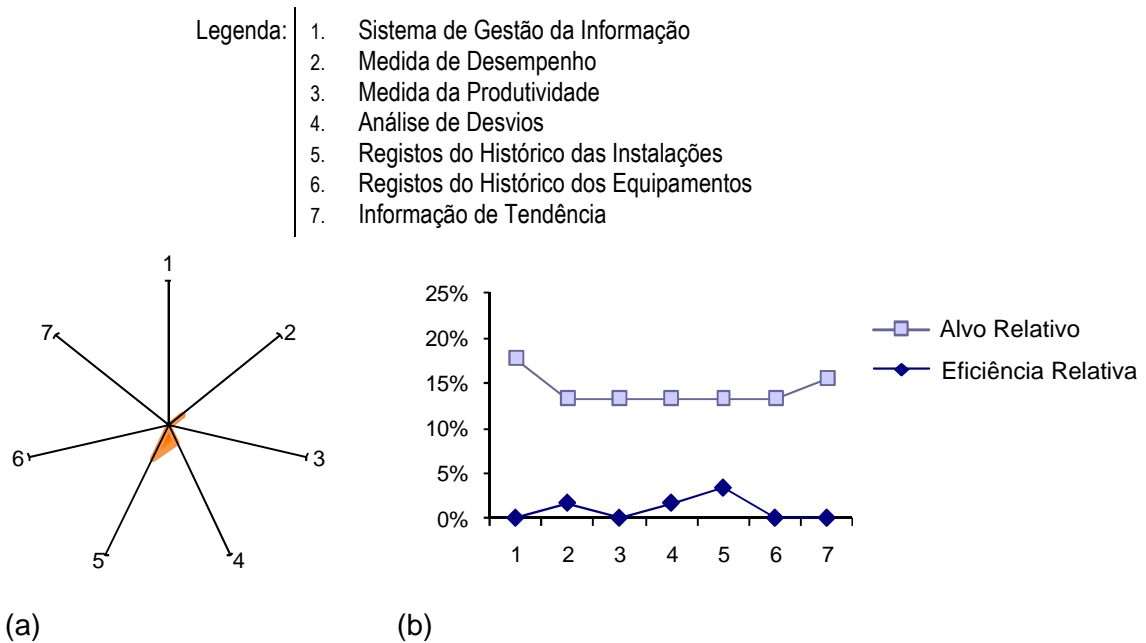 Legenda:
1. Sistema de Gestão da Informação
2. Medida de Desempenho
3. Medida da Produtividade
4. Análise de Desvios
5. Registos do Histórico das Instalações
6. Registos do Histórico dos Equipamentos
7. Informação de Tendência
1
7
2
6
3
5
4
25%
20%
15%
10%
5%
0%
1 2 3 4 5 6 7
Alvo Relativo
Eficiência Relativa
(a)
(b)